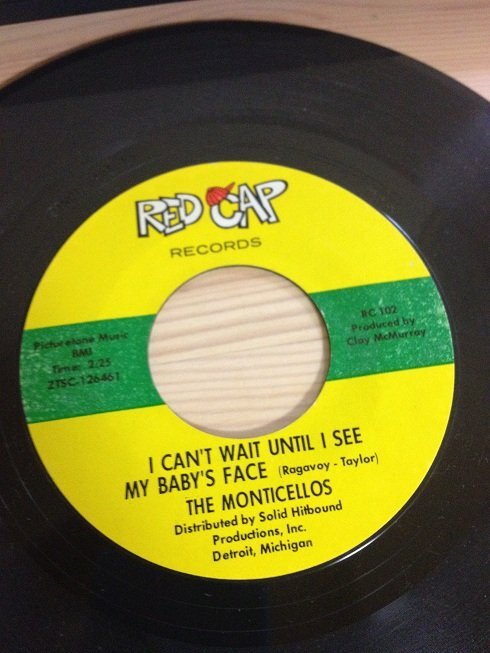 RED CAP
RECORDS
Picturetone Music
BMI
Time: 2:25
ZTSC-126461
RC 102
Produced by
Clay McMurray
I CAN'T WAIT UNTIL I SEE
MY BABY'S FACE (Ragavoy - Taylor)
THE MONTICELLOS
Distributed by Solid Hitbound
Productions, Inc.
Detroit, Michigan